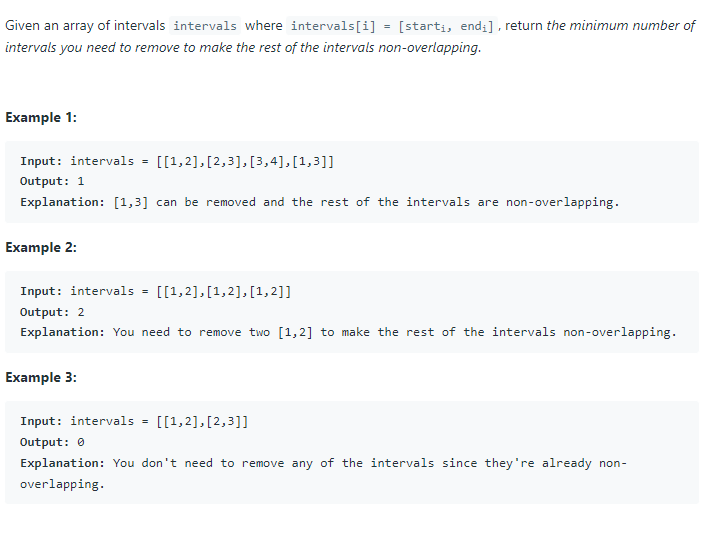 Given an array of intervals intervals where intervals[i] = [starti, endi], return the minimum number of
intervals you need to remove to make the rest of the intervals non-overlapping.
Example 1:
Input: intervals = [[1,2],[2,3],[3,4],[1,3]]
Output: 1
Explanation: [1,3] can be removed and the rest of the intervals are non-overlapping.
Example 2:
Input: intervals = [[1,2],[1,2],[1,2]]
Output: 2
Explanation: You need to remove two [1,2] to make the rest of the intervals non-overlapping.
Example 3:
Input: intervals = [[1,2],[2,3]]
Output: 0
Explanation: You don't need to remove any of the intervals since they're already non-
overlapping.